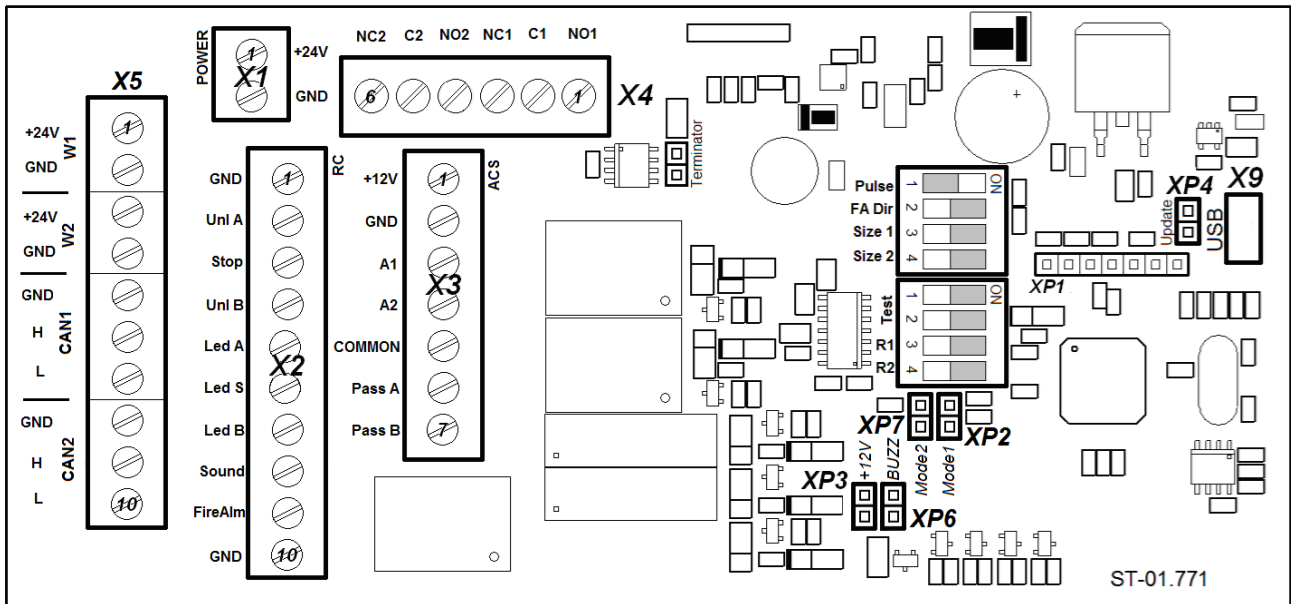 X5
1
+24V
GND
W1
+24V
GND
W2
GND
H
L
CAN1
GND
H
L
CAN2
10
POWER
X1
1
+24V
GND
NC2 C2 NO2 NC1 C1 NO1
6 1
X4
RC
X2
GND 1
Unl A
Stop
Unl B
Led A
Led S
Led B
Sound
FireAlm
GND 10
ACS
X3
+12V 1
GND
A1
A2
COMMON
Pass A
Pass B 7
Terminator
+
Pulse 1 ON
FA Dir 2
Size 1 3
Size 2 4
Test
1 ON
2
R1 3
R2 4
XP4
Update
X9
USB
XP1
XP7
XP2
Mode2
Mode1
XP3
+12V
BUZZ
XP6
ST-01.771